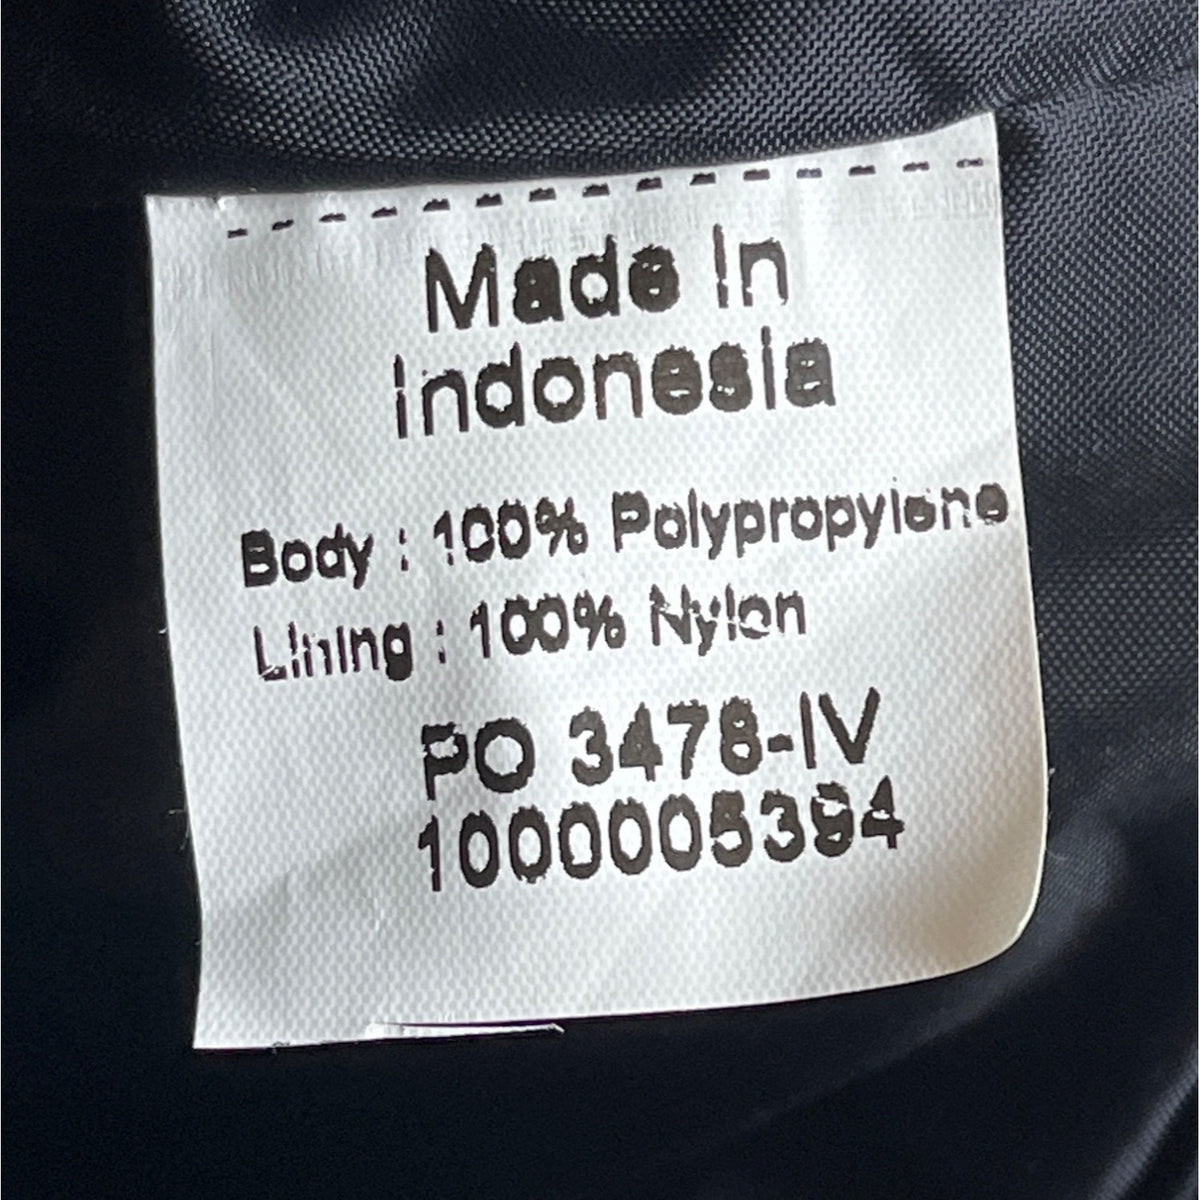 Made In
Indonesia
Body : 100% Polypropylene
Lining : 100% Nylon
PO 3478-IV
1000005394